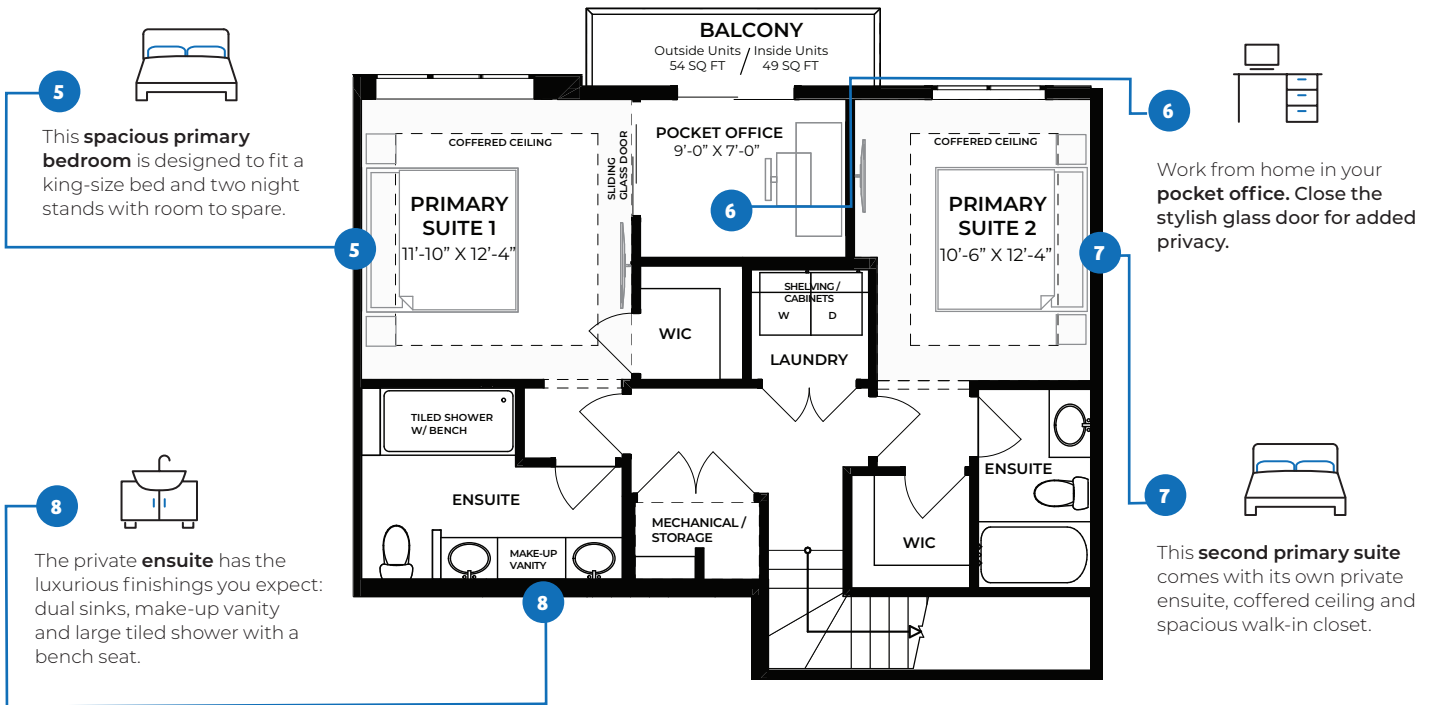 BALCONY
Outside Units / Inside Units
54 SQ FT 49 SQ FT
5
This spacious primary
bedroom is designed to fit a
king-size bed and two night
stands with room to spare.
COFFERED CEILING
SLIDING
GLASS DOOR
PRIMARY
SUITE 1
11'-10” X 12'-4”
5
POCKET OFFICE
9'-0” X 7'-0”
6
COFFERED CEILING
PRIMARY
SUITE 2
10'-6” X 12'-4”
7
6
Work from home in your
pocket office. Close the
stylish glass door for added
privacy.
WIC
SHELVING /
CABINETS
W D
LAUNDRY
TILED SHOWER
W/ BENCH
ENSUITE
MAKE-UP
VANITY
MECHANICAL /
STORAGE
WIC
ENSUITE
8
8
The private ensuite has the
luxurious finishings you expect:
dual sinks, make-up vanity
and large tiled shower with a
bench seat.
7
This second primary suite
comes with its own private
ensuite, coffered ceiling and
spacious walk-in closet.